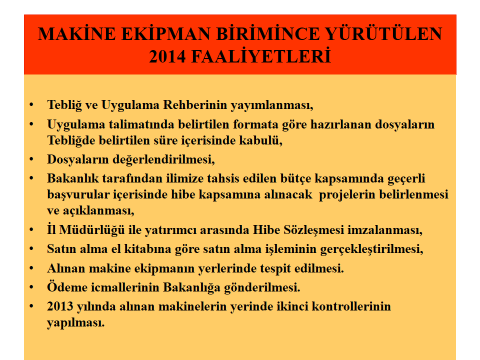 MAKİNE EKİPMAN BİRİMİNCE YÜRÜTÜLEN
2014 FAALİYETLERİ
• Tebliğ ve Uygulama Rehberinin yayımlanması,
• Uygulama talimatında belirtilen formata göre hazırlanan dosyaların
Tebliğde belirtilen süre içerisinde kabulü,
• Dosyaların değerlendirilmesi,
• Bakanlık tarafından ilimize tahsis edilen bütçe kapsamında geçerli
başvurular içerisinde hibe kapsamına alınacak projelerin belirlenmesi
ve açıklanması,
• İl Müdürlüğü ile yatırımcı arasında Hibe Sözleşmesi imzalanması,
• Satın alma el kitabına göre satın alma işleminin gerçekleştirilmesi,
• Alınan makine ekipmanın yerlerinde tespit edilmesi.
• Ödeme icmallerinin Bakanlığa gönderilmesi.
• 2013 yılında alınan makinelerin yerinde ikinci kontrollerinin
yapılması.